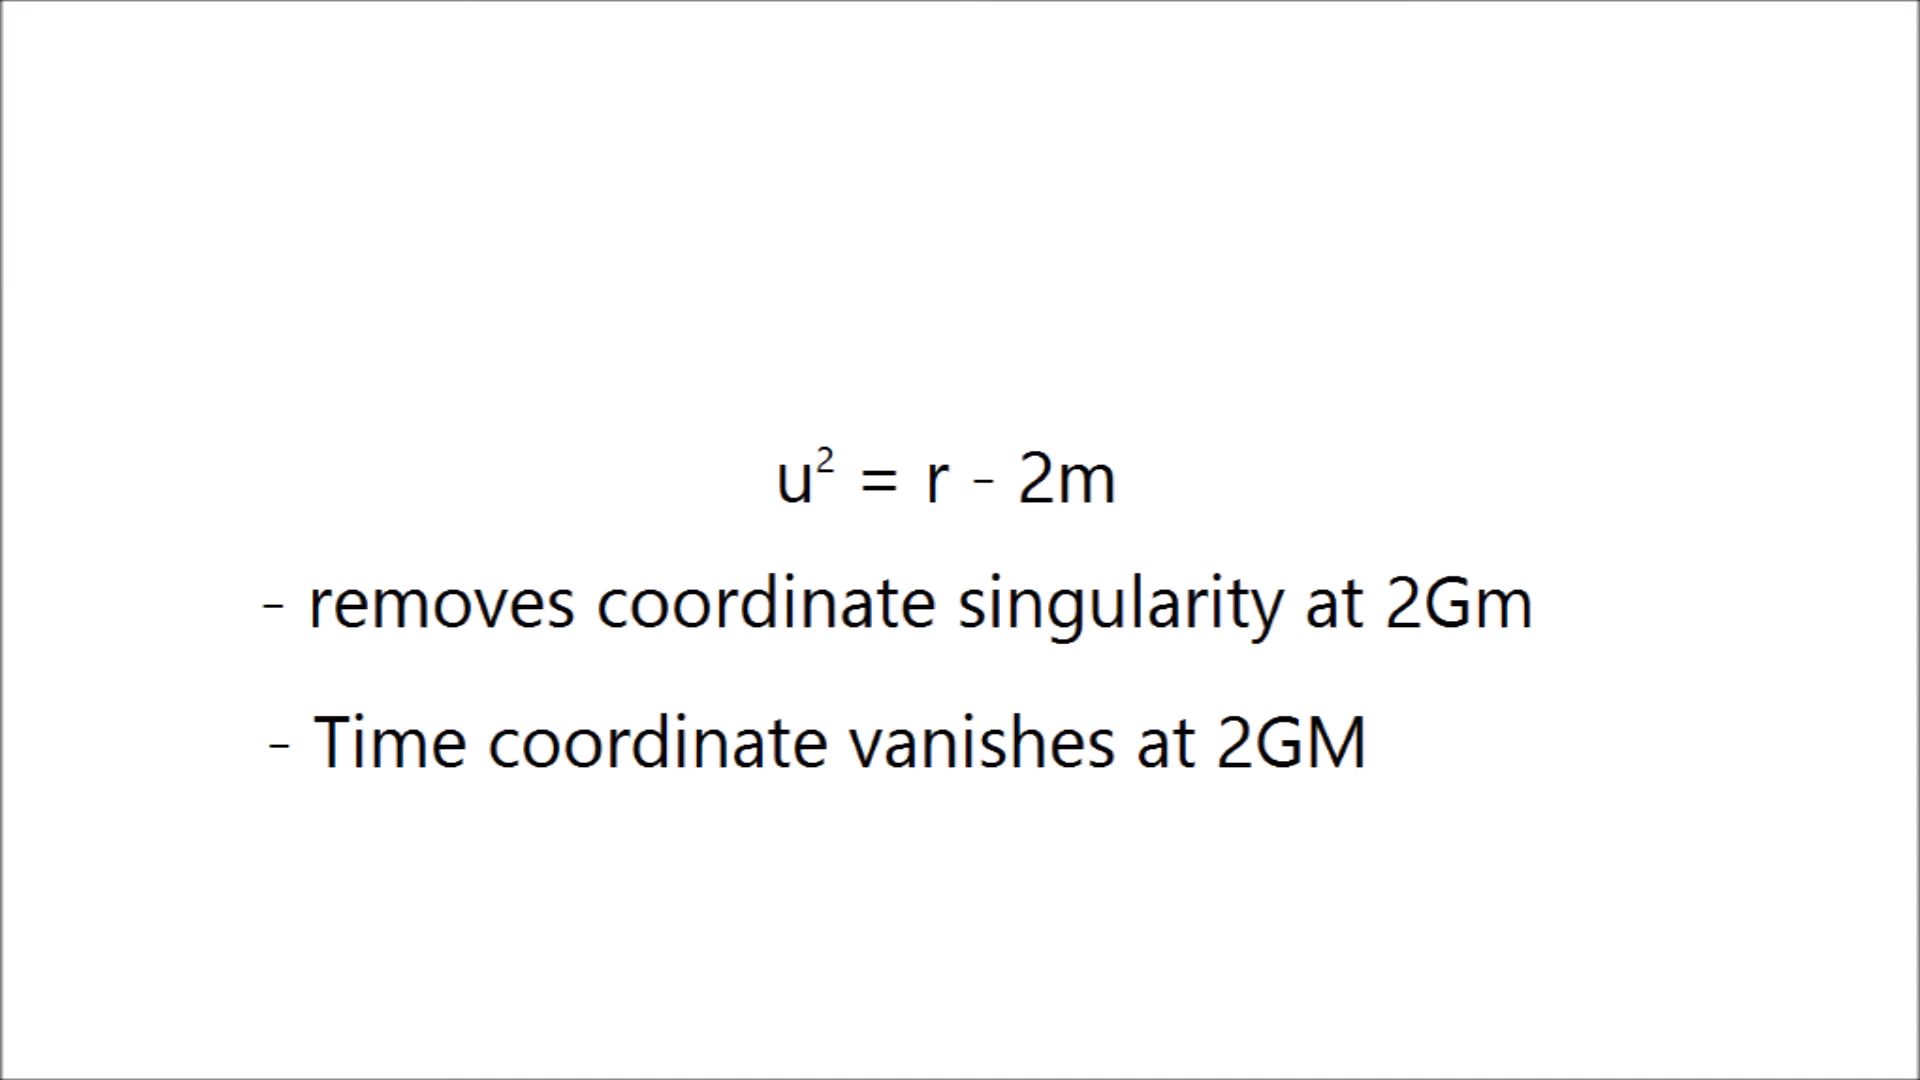 u² = r - 2m
- removes coordinate singularity at 2Gm
- Time coordinate vanishes at 2GM